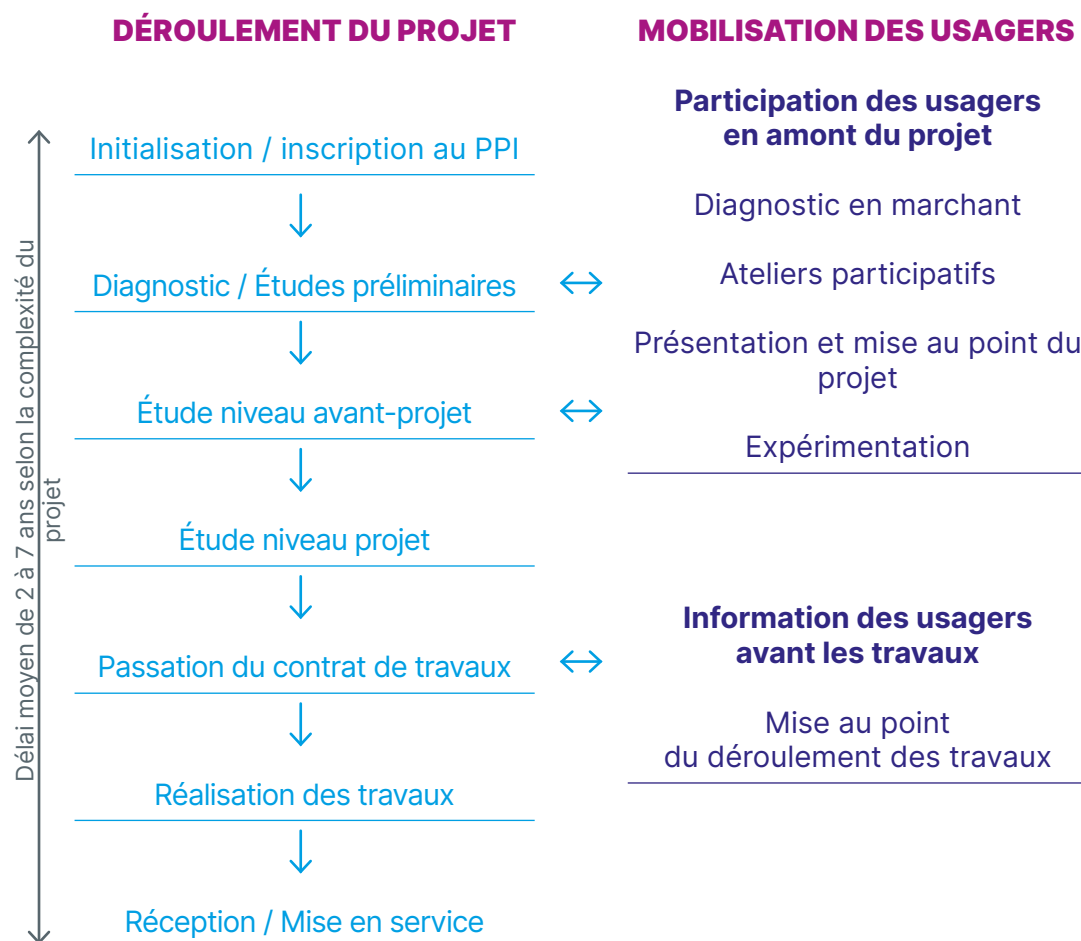 DÉROULEMENT DU PROJET
Initialisation / inscription au PPI
Diagnostic / Études préliminaires
Étude niveau avant-projet
Étude niveau projet
Passation du contrat de travaux
Réalisation des travaux
Réception / Mise en service
Délai moyen de 2 à 7 ans selon la complexité du
projet
MOBILISATION DES USAGERS
Participation des usagers
en amont du projet
Diagnostic en marchant
Ateliers participatifs
Présentation et mise au point du
projet
Expérimentation
Information des usagers
avant les travaux
Mise au point
du déroulement des travaux